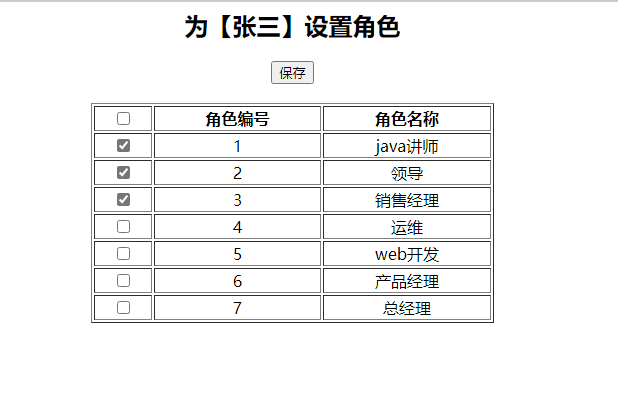 为【张三】设置角色
保存
角色编号 角色名称
1 java讲师
2 领导
3 销售经理
4 运维
5 web开发
6 产品经理
7 总经理